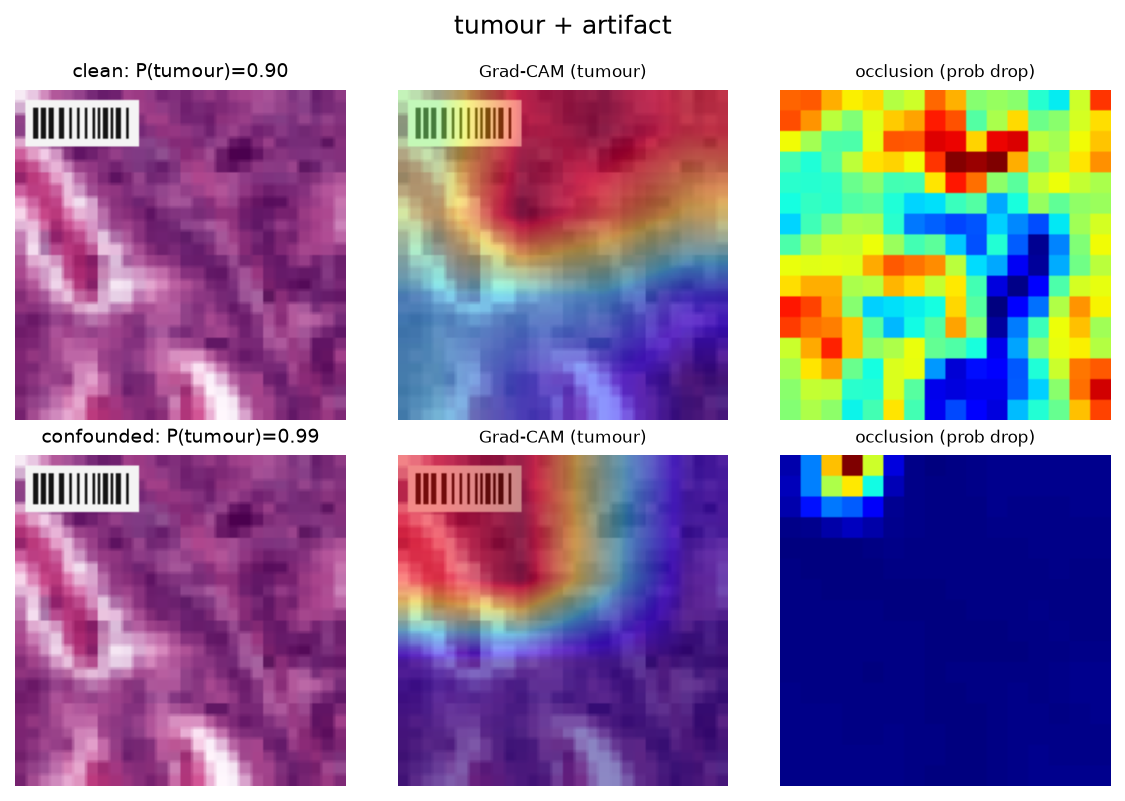 tumour + artifact
clean: P(tumour)=0.90
Grad-CAM (tumour)
occlusion (prob drop)
confounded: P(tumour)=0.99
Grad-CAM (tumour)
occlusion (prob drop)